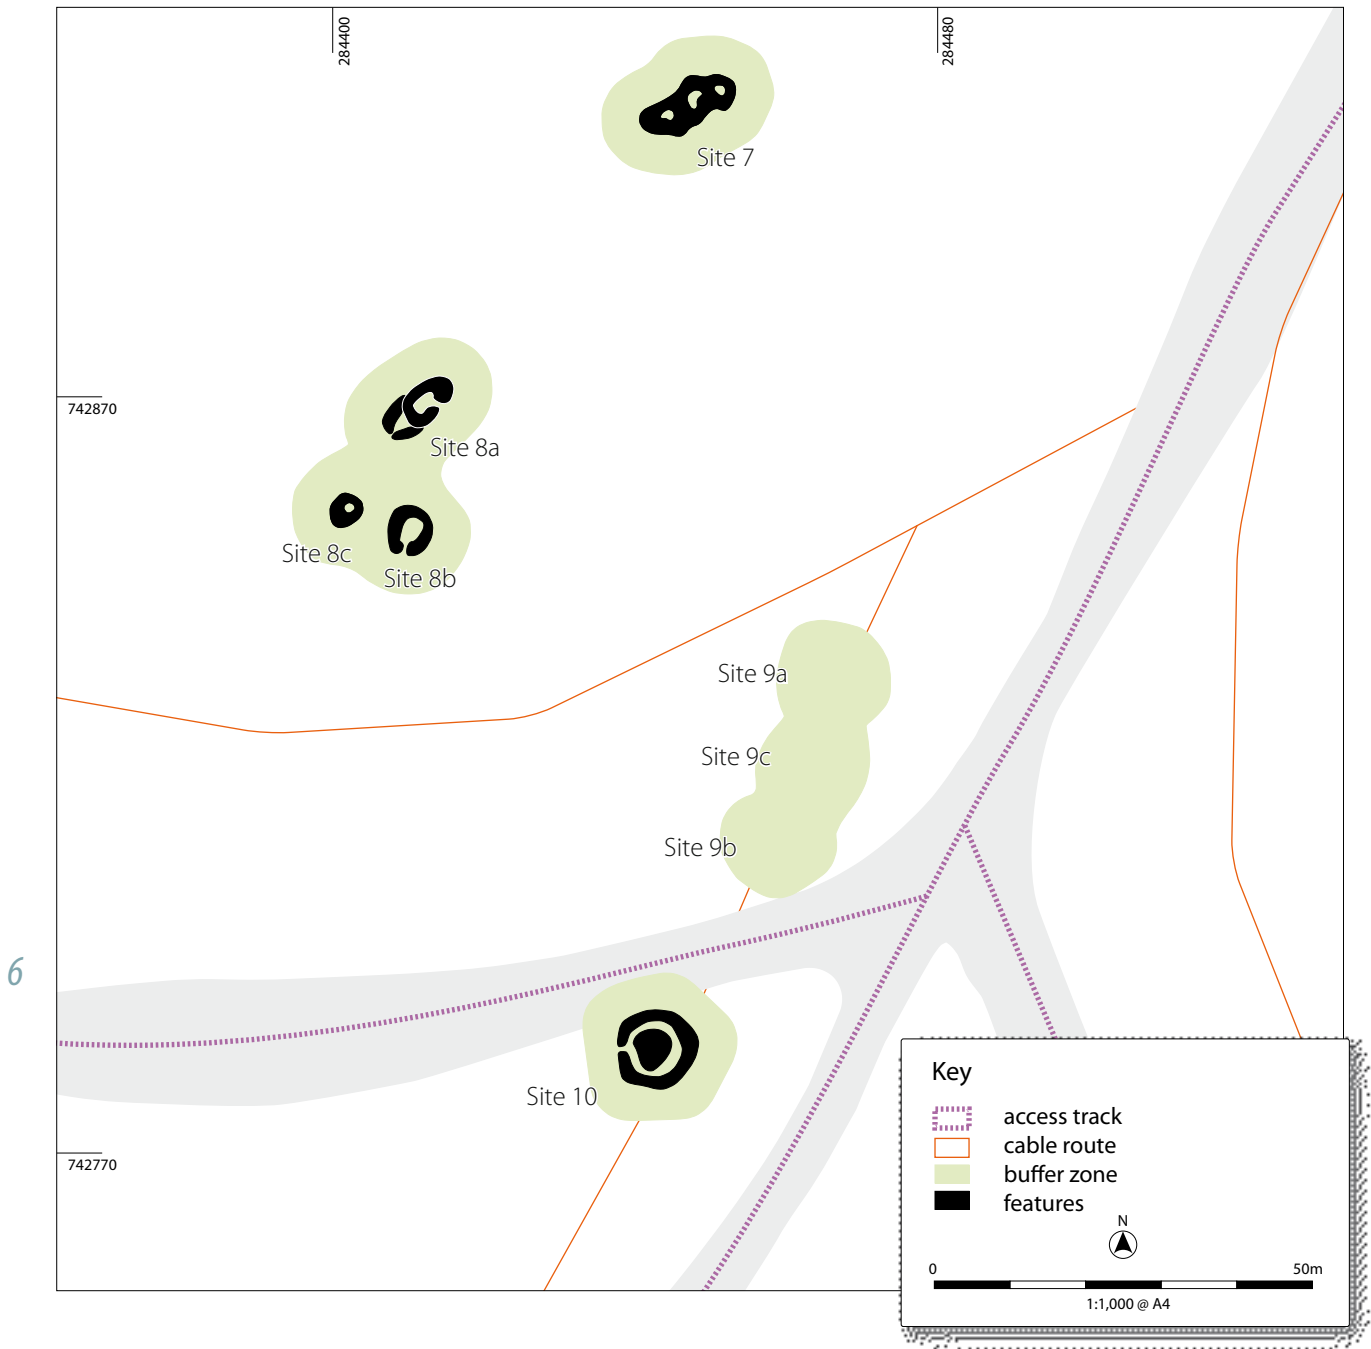 284400
284480
Site 7
742870
Site 8a
Site 8c
Site 8b
Site 9a
Site 9c
Site 9b
6
Site 10
742770
Key
access track
cable route
buffer zone
features
N
0 50m
1:1,000 @ A4